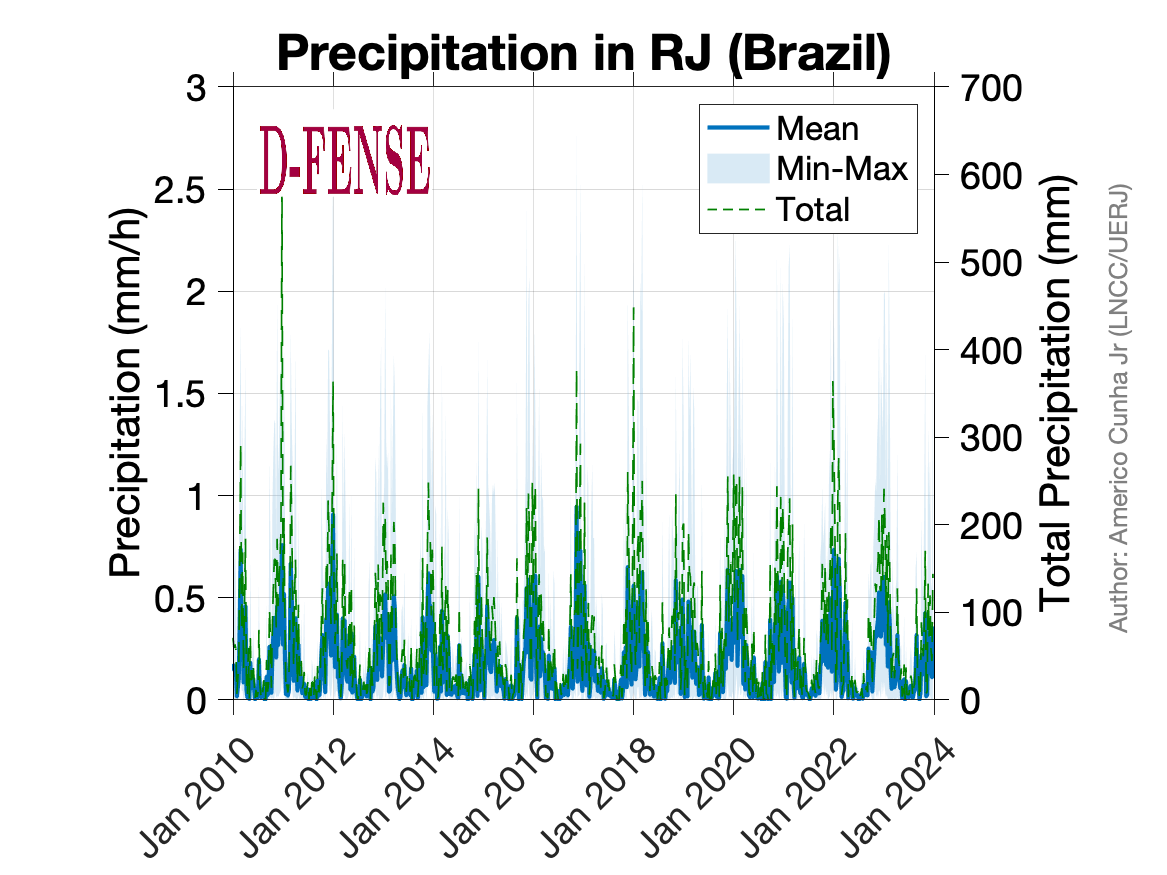 Precipitation in RJ (Brazil)
D-FENSE
Mean
Min-Max
Total
3
2.5
2
1.5
1
0.5
0
Precipitation (mm/h)
700
600
500
400
300
200
100
0
Total Precipitation (mm)
Author: Americo Cunha Jr (LNCC/UERJ)
Jan 2010
Jan 2012
Jan 2014
Jan 2016
Jan 2018
Jan 2020
Jan 2022
Jan 2024